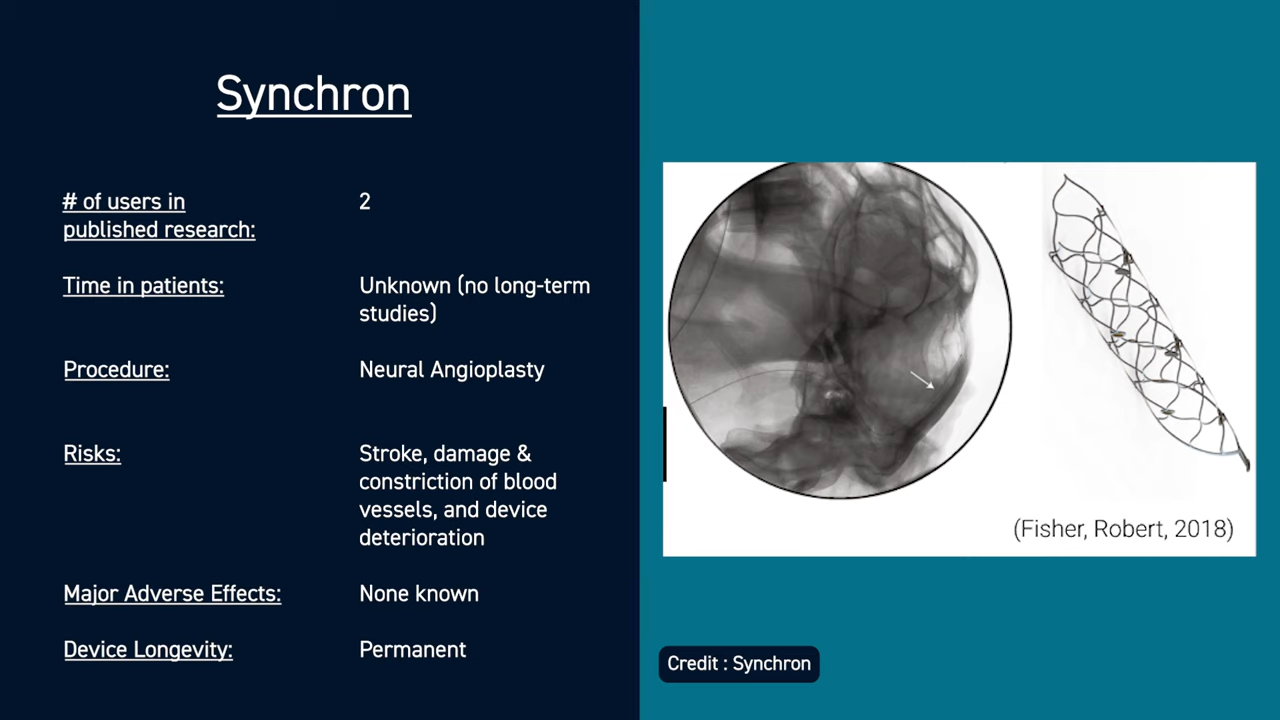 Synchron
# of users in
published research:
2
Time in patients:
Unknown (no long-term
studies)
Procedure:
Neural Angioplasty
Risks:
Stroke, damage &
constriction of blood
vessels, and device
deterioration
Major Adverse Effects:
None known
Device Longevity:
Permanent
(Fisher, Robert, 2018)
Credit : Synchron